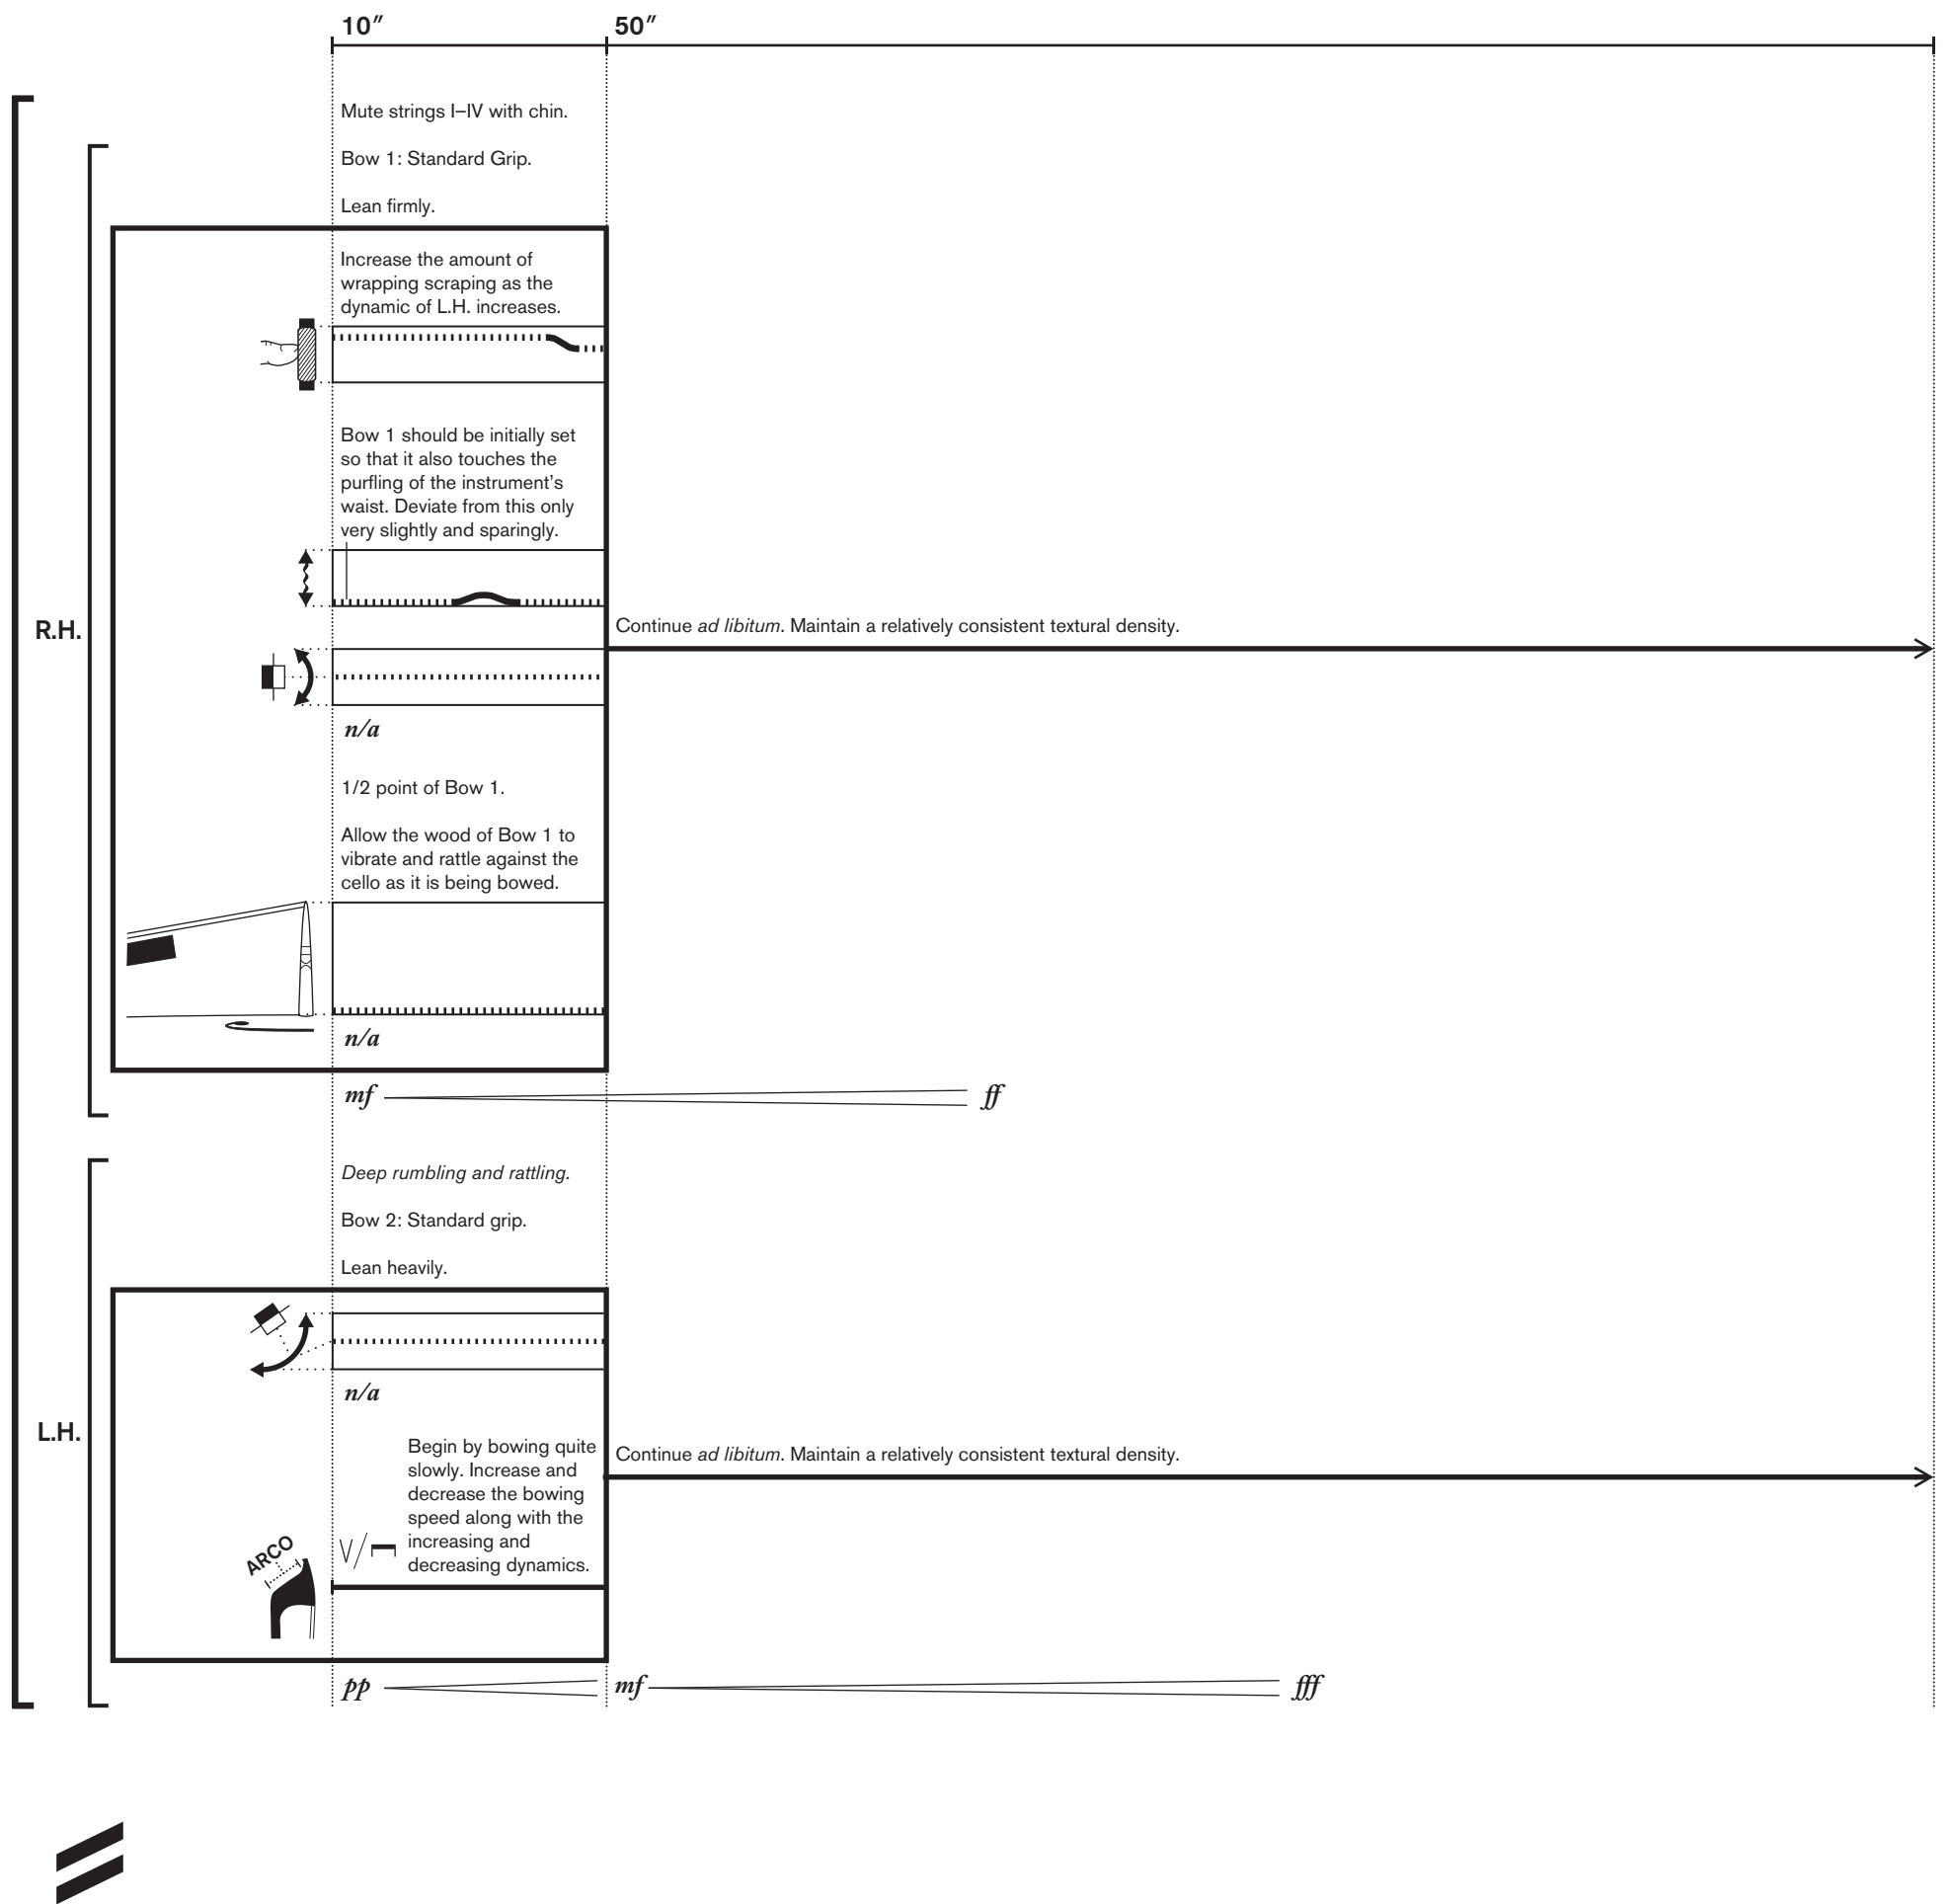 10″
50″
Mute strings I–IV with chin.
Bow 1: Standard Grip.
Lean firmly.
Increase the amount of
wrapping scraping as the
dynamic of L.H. increases.
Bow 1 should be initially set
so that it also touches the
purfling of the instrument's
waist. Deviate from this only
very slightly and sparingly.
R.H.
Continue ad libitum. Maintain a relatively consistent textural density.
n/a
1/2 point of Bow 1.
Allow the wood of Bow 1 to
vibrate and rattle against the
cello as it is being bowed.
n/a
mf
ff
Deep rumbling and rattling.
Bow 2: Standard grip.
Lean heavily.
n/a
L.H.
Begin by bowing quite
slowly. Increase and
decrease the bowing
speed along with the
increasing and
decreasing dynamics.
Continue ad libitum. Maintain a relatively consistent textural density.
ARCO
pp
mf
fff